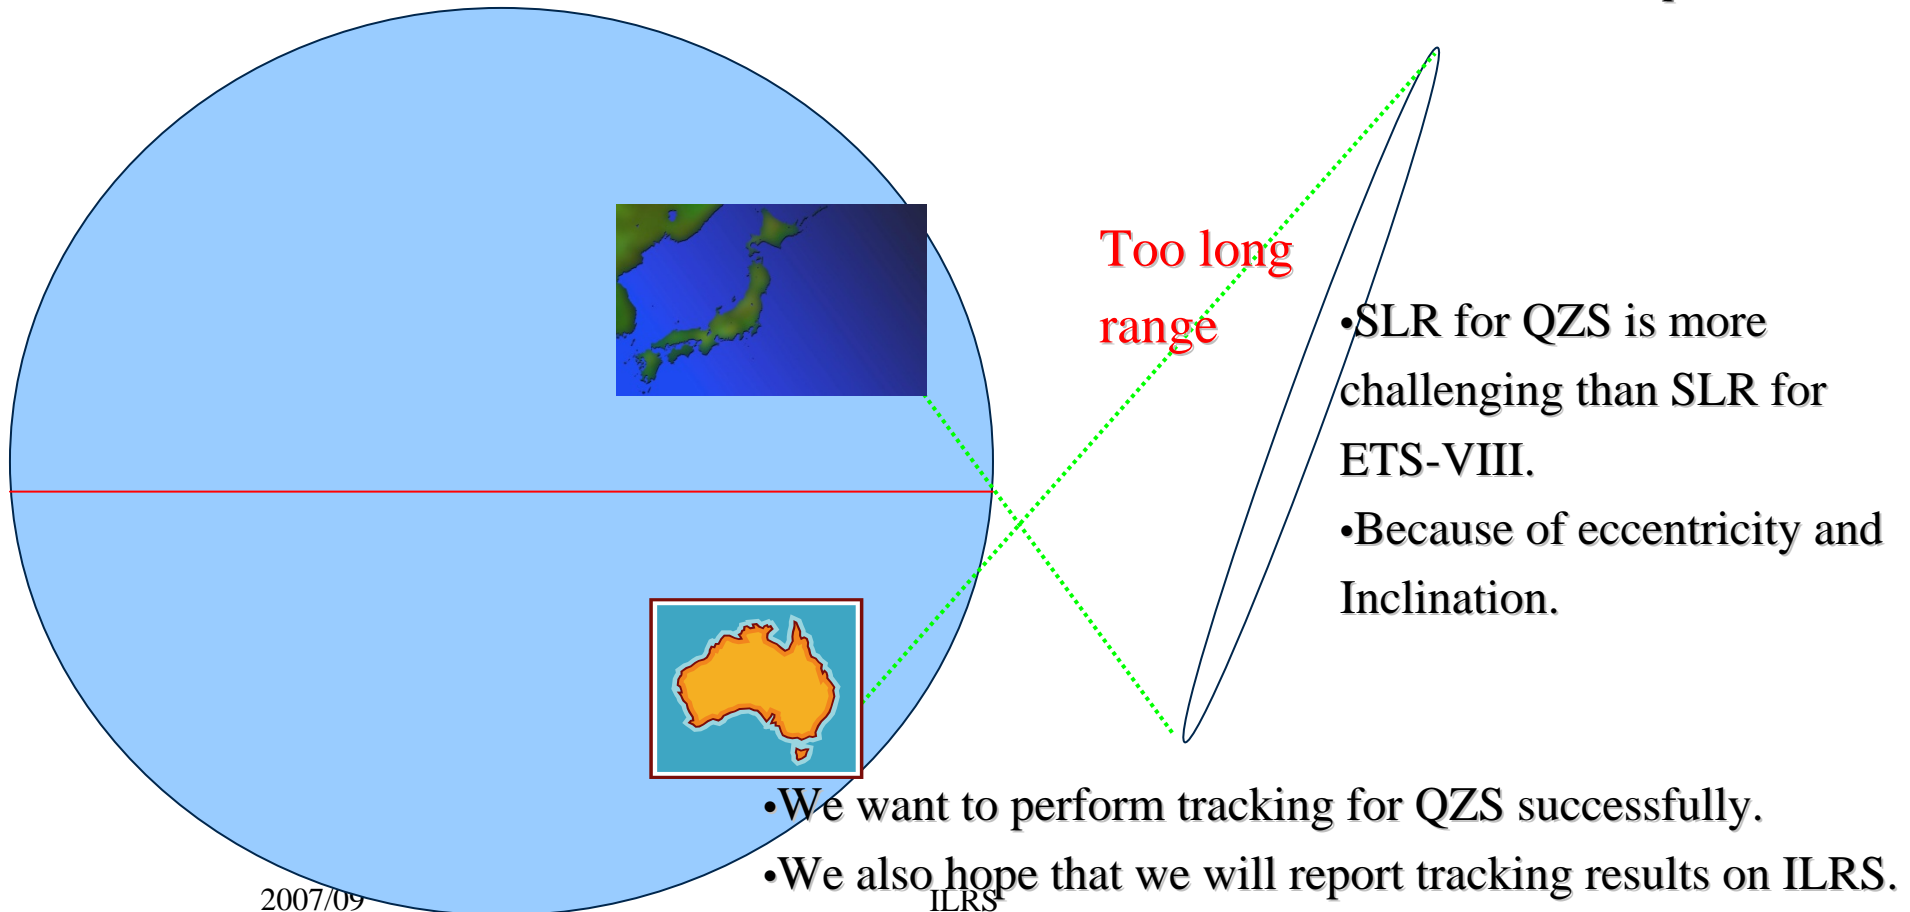 Too long
range
•SLR for QZS is more
challenging than SLR for
ETS-VIII.
•Because of eccentricity and
Inclination.
•We want to perform tracking for QZS successfully.
•We also hope that we will report tracking results on ILRS.
2007/09
ILRS